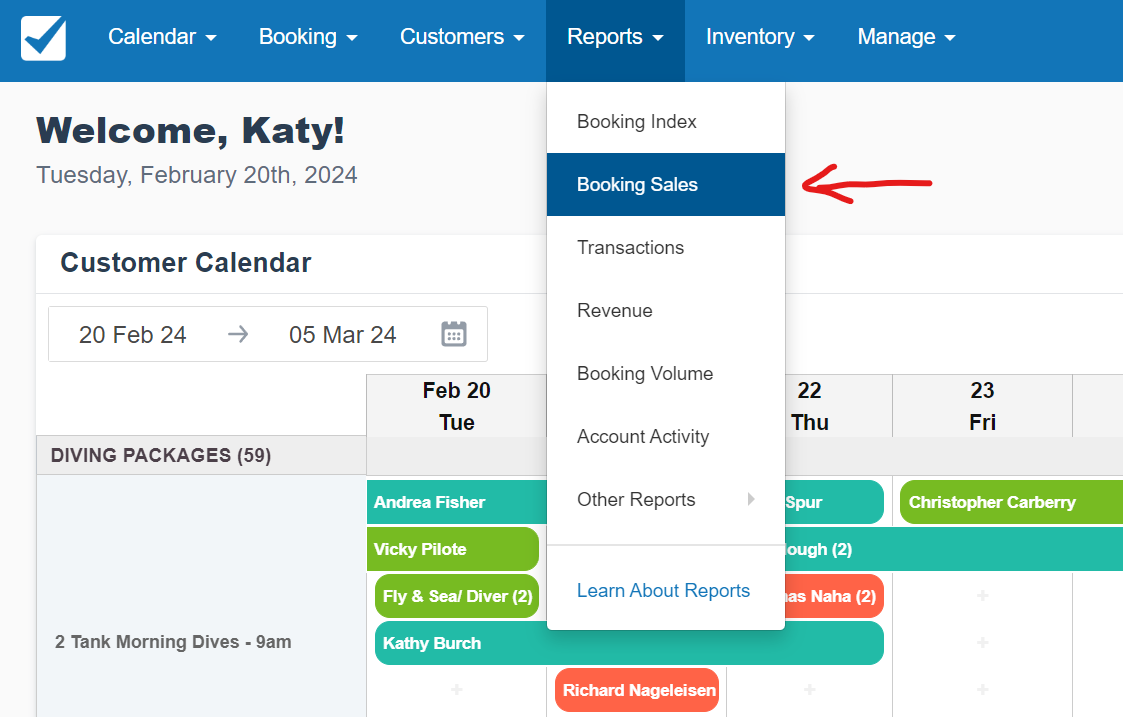 Calendar Booking Customers Reports Inventory Manage
Welcome, Katy!
Tuesday, February 20th, 2024
Booking Index
Booking Sales
Transactions
Revenue
Booking Volume
Account Activity
Other Reports
Learn About Reports
Customer Calendar
20 Feb 24 → 05 Mar 24
Feb 20 22 23
Tue Thu Fri
DIVING PACKAGES (59)
Andrea Fisher Spur Christopher Carberry
Vicky Pilote lough (2)
Fly & Sea/ Diver (2) nas Naha (2)
2 Tank Morning Dives - 9am Kathy Burch
Richard Nageleisen